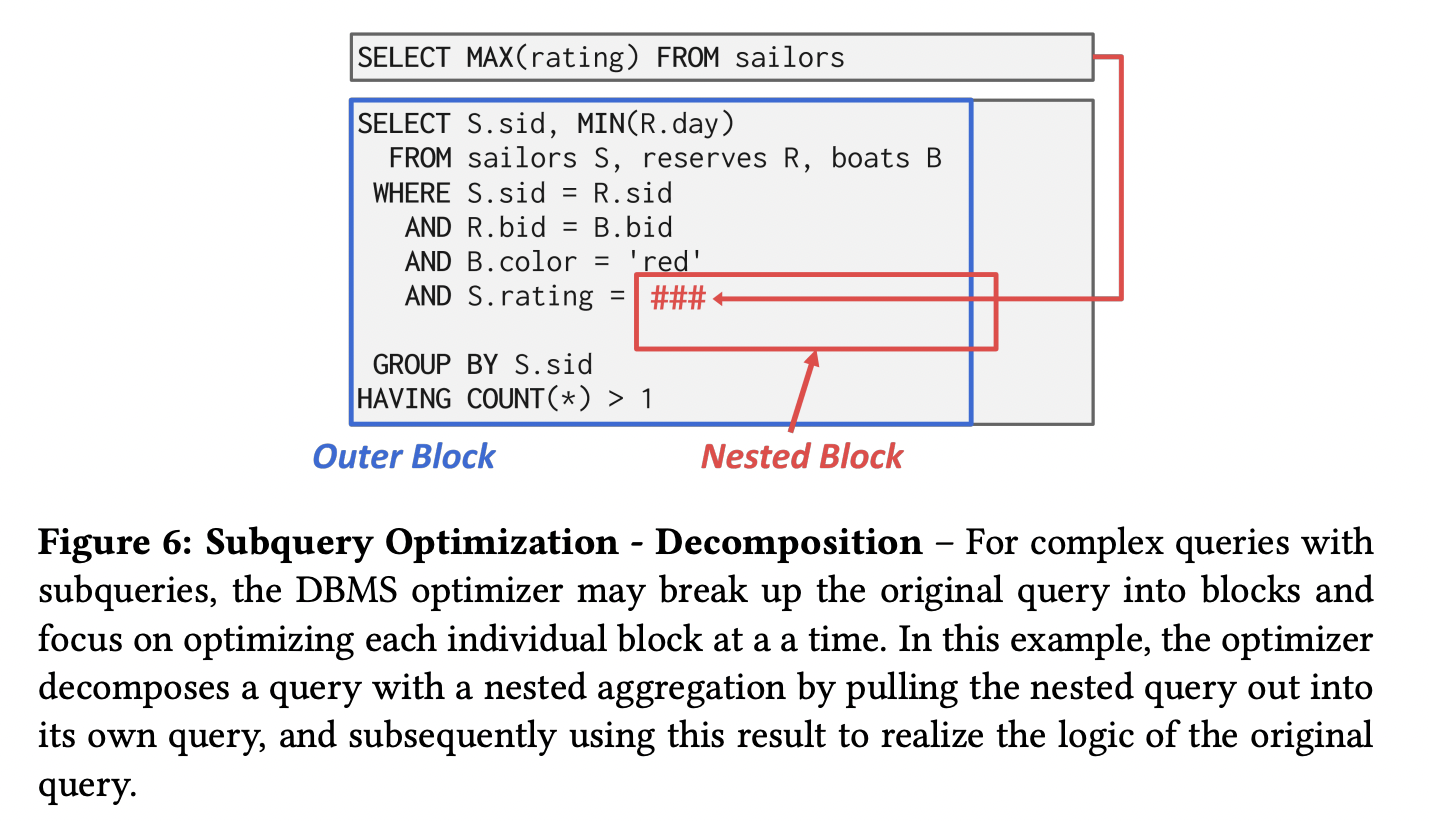 SELECT MAX(rating) FROM sailors
SELECT S.sid, MIN(R.day)
FROM sailors S, reserves R, boats B
WHERE S.sid = R.sid
AND R.bid = B.bid
AND B.color = 'red'
AND S.rating = ###
GROUP BY S.sid
HAVING COUNT(*) > 1
Outer Block
Nested Block
Figure 6: Subquery Optimization - Decomposition – For complex queries with
subqueries, the DBMS optimizer may break up the original query into blocks and
focus on optimizing each individual block at a a time. In this example, the optimizer
decomposes a query with a nested aggregation by pulling the nested query out into
its own query, and subsequently using this result to realize the logic of the original
query.